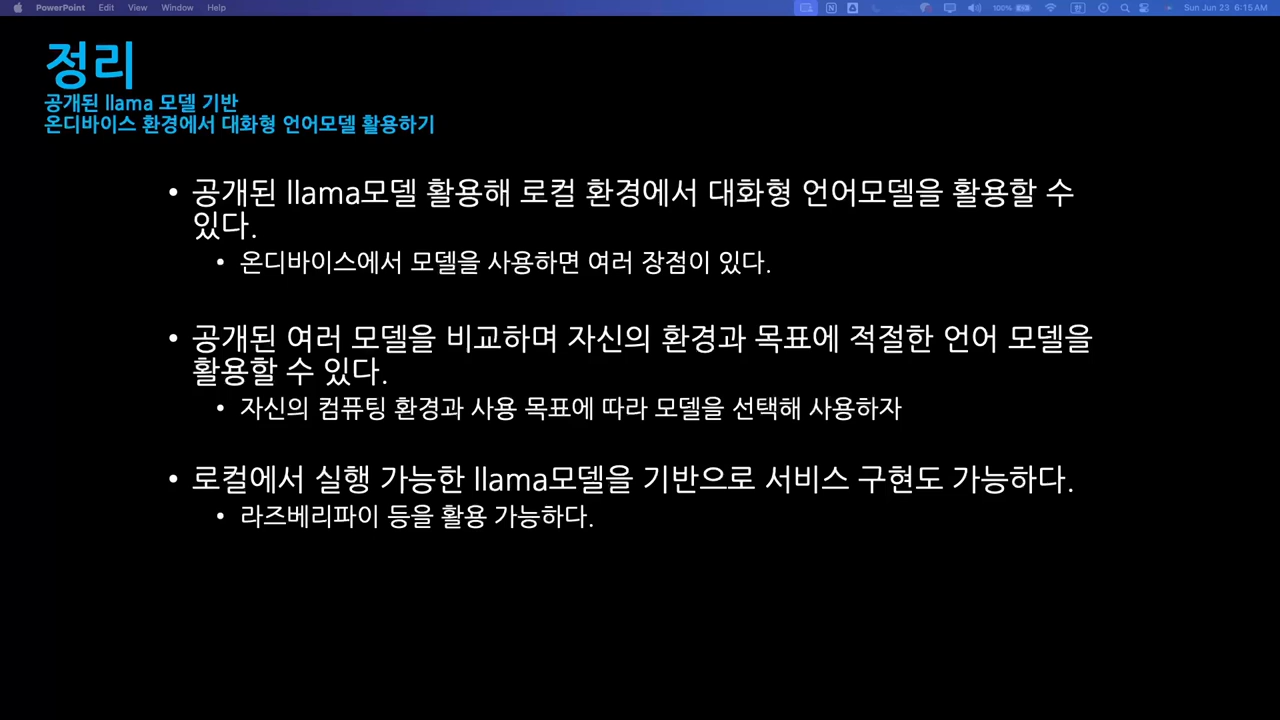 PowerPoint Edit View Window Help 100% Sun Jun 23 6:15 AM
정리
공개된 llama 모델 기반
온디바이스 환경에서 대화형 언어모델 활용하기
• 공개된 llama모델 활용해 로컬 환경에서 대화형 언어모델을 활용할 수
있다.
• 온디바이스에서 모델을 사용하면 여러 장점이 있다.
• 공개된 여러 모델을 비교하며 자신의 환경과 목표에 적절한 언어 모델을
활용할 수 있다.
• 자신의 컴퓨팅 환경과 사용 목표에 따라 모델을 선택해 사용하자
• 로컬에서 실행 가능한 llama모델을 기반으로 서비스 구현도 가능하다.
• 라즈베리파이 등을 활용 가능하다.